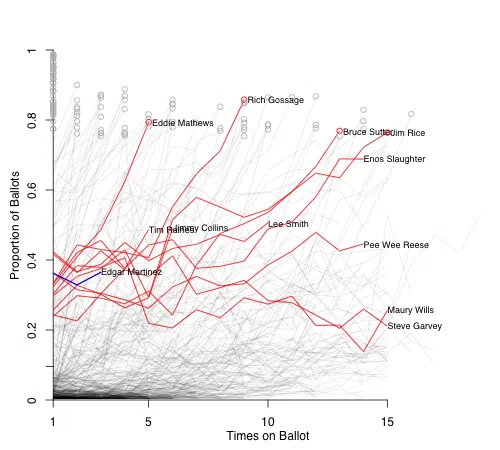 1
0.8
0.6
0.4
0.2
0
Proportion of Ballots
Rich Gossage
Eddie Mathews
Bruce Sutter
Jim Rice
Enos Slaughter
Lee Smith
Tim Raines
Jimmy Collins
Pee Wee Reese
Edgar Martinez
Maury Wills
Steve Garvey
1
5
10
15
Times on Ballot